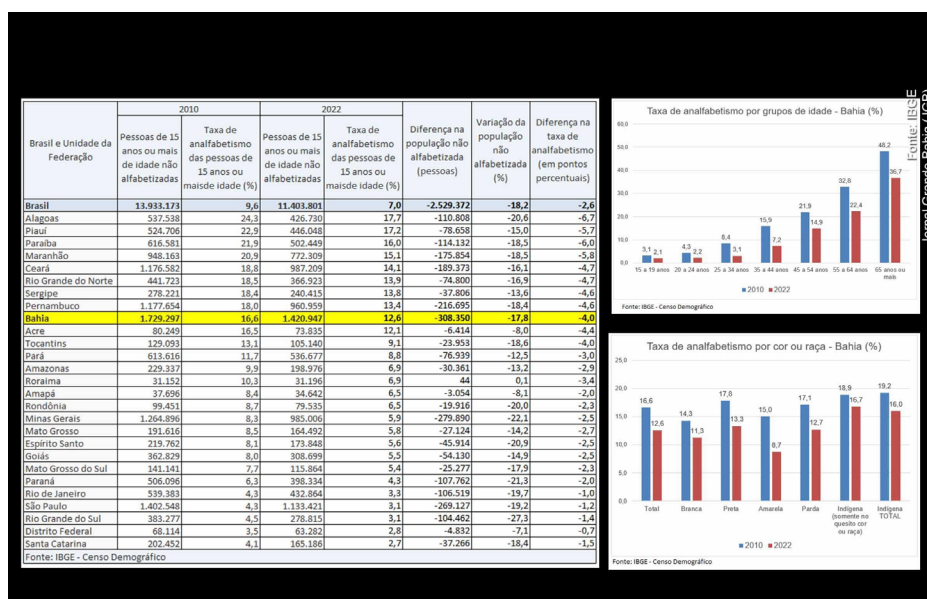 2010 2022
Brasil e Unidade da Federação
Pessoas de 15 anos ou mais de idade não alfabetizadas
Taxa de analfabetismo das pessoas de 15 anos ou maisde idade (%)
Pessoas de 15 anos ou mais de idade não alfabetizadas
Taxa de analfabetismo das pessoas de 15 anos ou maisde idade (%)
Diferença na população não alfabetizada (pessoas)
Variação da população não alfabetizada (%)
Diferença na taxa de analfabetismo (em pontos percentuais)
Brasil 13.933.173 9,6 11.403.801 7,0 -2.529.372 -18,2 -2,6
Alagoas 537.538 24,3 426.730 17,7 -110.808 -20,6 -6,7
Piauí 524.706 22,9 446.048 17,2 -78.658 -15,0 -5,7
Paraíba 616.581 21,9 502.449 16,0 -114.132 -18,5 -6,0
Maranhão 948.163 20,9 772.309 15,1 -175.854 -18,5 -5,8
Ceará 1.176.582 18,8 987.209 14,1 -189.373 -16,1 -4,7
Rio Grande do Norte 441.723 18,5 366.923 13,9 -74.800 -16,9 -4,7
Sergipe 278.221 18,4 240.415 13,8 -37.806 -13,6 -4,6
Pernambuco 1.177.654 18,0 960.959 13,4 -216.695 -18,4 -4,6
Bahia 1.729.297 16,6 1.420.947 12,6 -308.350 -17,8 -4,0
Acre 80.249 16,5 73.835 12,1 -6.414 -8,0 -4,4
Tocantins 129.093 13,1 105.140 9,1 -23.953 -18,6 -4,0
Pará 613.616 11,7 536.677 8,8 -76.939 -12,5 -3,0
Amazonas 229.337 9,9 198.976 6,9 -30.361 -13,2 -2,9
Roraima 31.152 10,3 31.196 6,9 44 0,1 -3,4
Amapá 37.696 8,4 34.642 6,5 -3.054 -8,1 -2,0
Rondônia 99.451 8,7 79.535 6,5 -19.916 -20,0 -2,3
Minas Gerais 1.264.896 8,3 985.006 5,9 -279.890 -22,1 -2,5
Mato Grosso 191.616 8,5 164.492 5,8 -27.124 -14,2 -2,7
Espírito Santo 219.762 8,1 173.848 5,6 -45.914 -20,9 -2,5
Goiás 362.829 8,0 308.699 5,5 -54.130 -14,9 -2,5
Mato Grosso do Sul 141.141 7,7 115.864 5,4 -25.277 -17,9 -2,3
Paraná 506.096 6,3 398.334 4,3 -107.762 -21,3 -2,0
Rio de Janeiro 539.383 4,3 432.864 3,3 -106.519 -19,7 -1,0
São Paulo 1.402.548 4,3 1.133.421 3,1 -269.127 -19,2 -1,2
Rio Grande do Sul 383.277 4,5 278.815 3,1 -104.462 -27,3 -1,4
Distrito Federal 68.114 3,5 63.282 2,8 -4.832 -7,1 -0,7
Santa Catarina 202.452 4,1 165.186 2,7 -37.266 -18,4 -1,5
Fonte: IBGE - Censo Demográfico
Taxa de analfabetismo por grupos de idade - Bahia (%)
60,0
50,0
40,0
30,0
20,0
10,0
0,0
3,1 2,1 4,3 2,2 8,4 3,1 15,9 7,2 21,9 14,9 32,6 22,4 48,2 36,7
15 a 19 anos 20 a 24 anos 25 a 34 anos 35 a 44 anos 45 a 54 anos 55 a 64 anos 65 anos ou mais
2010 2022
Fonte: IBGE - Censo Demográfico
Taxa de analfabetismo por cor ou raça - Bahia (%)
25,0
20,0
15,0
10,0
5,0
0,0
16,6 12,6 14,3 11,3 17,8 13,3 15,0 8,7 17,1 12,7 18,9 16,7 19,2 16,0
Total Branca Preta Amarela Parda Indígena (somente no quesito cor ou raça) Indígena TOTAL
2010 2022
Fonte: IBGE - Censo Demográfico
Fonte: IBGE
Jornal Grande Bahia (JGB)